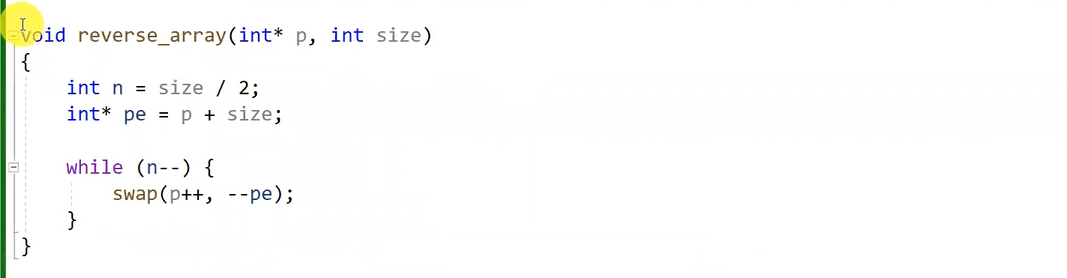 void reverse_array(int* p, int size)
{
    int n = size / 2;
    int* pe = p + size;

    while (n--) {
        swap(p++, --pe);
    }
}